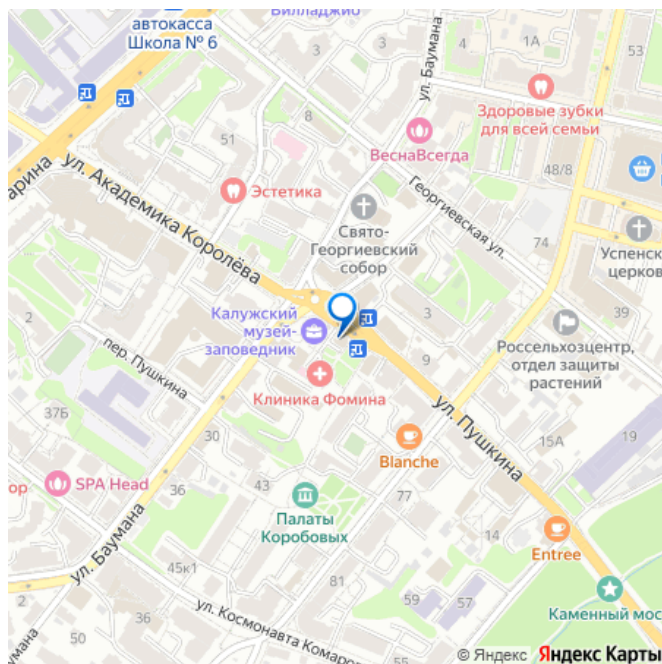 Вилладжио
автокасса
Школа № 6
3
3
4
1А
53
ул. Баумана
Здоровые зубки
для всей семьи
51
ВеснаВсегда
48/8
ул. Академика Королёва
Эстетика
Георгиевская ул.
Свято-
Георгиевский
собор
74
Успенск
церков
Калужский
музей-
заповедник
3
39
пер. Пушкина
9
Россельхозцентр,
отдел защиты
растений
Клиника Фомина
ул. Пушкина
37Б
30
Blanche
15А
19
ор
SPA Head
36
43
77
14
Палаты
Коробовых
Entree
ул. Баумана
45к1
81
59
57
2
ул. Космонавта Комаро
Каменный мос
36
14
50
умана
© Яндекс Яндекс Карты